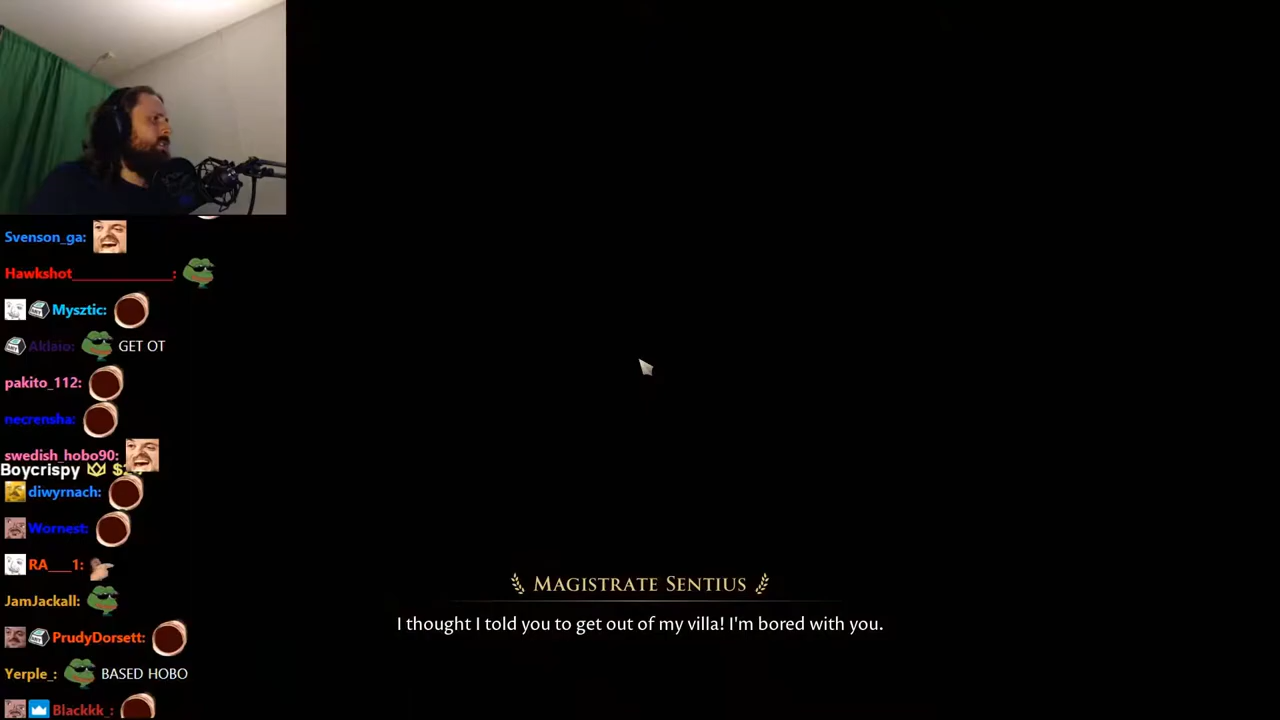 Svenson_ga:
Hawkshot______________:
Mysztic:
Aklaio: GET OT
pakito_112:
necrensha:
swedish_hobo90:
Boycrispy
diwyrnach:
Wornest:
RA___1:
JamJackall:
PrudyDorsett:
Yerple_: BASED HOBO
Blackkk_:
MAGISTRATE SENTIUS
I thought I told you to get out of my villa! I'm bored with you.